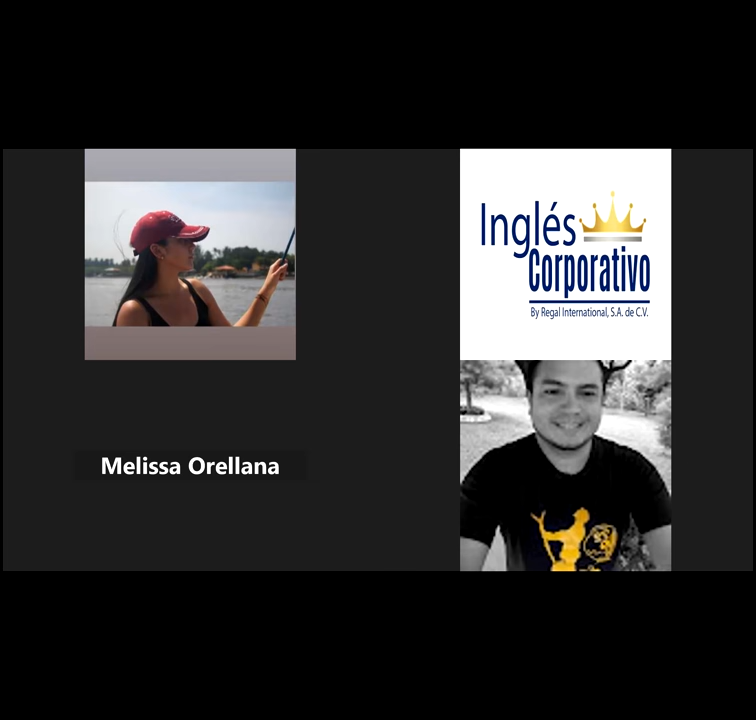 Inglés
Corporativo
By Regal International, S.A. de C.V.
Melissa Orellana